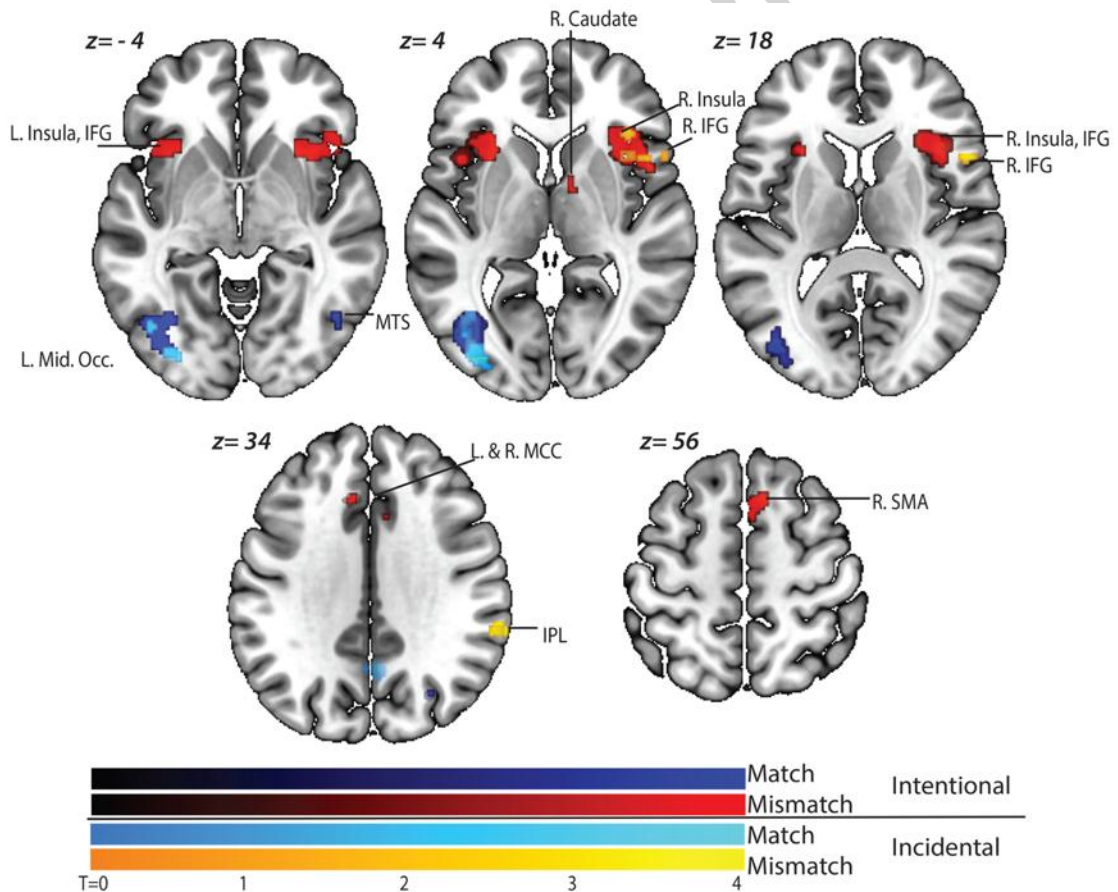 R. Caudate
z= - 4
z= 4
z= 18
R. Insula
R. IFG
L. Insula, IFG
R. Insula, IFG
R. IFG
MTS
L. Mid. Occ.
z= 34
L. & R. MCC
z= 56
R. SMA
IPL
Match
Intentional
Mismatch
Match
Incidental
Mismatch
T=0 1 2 3 4